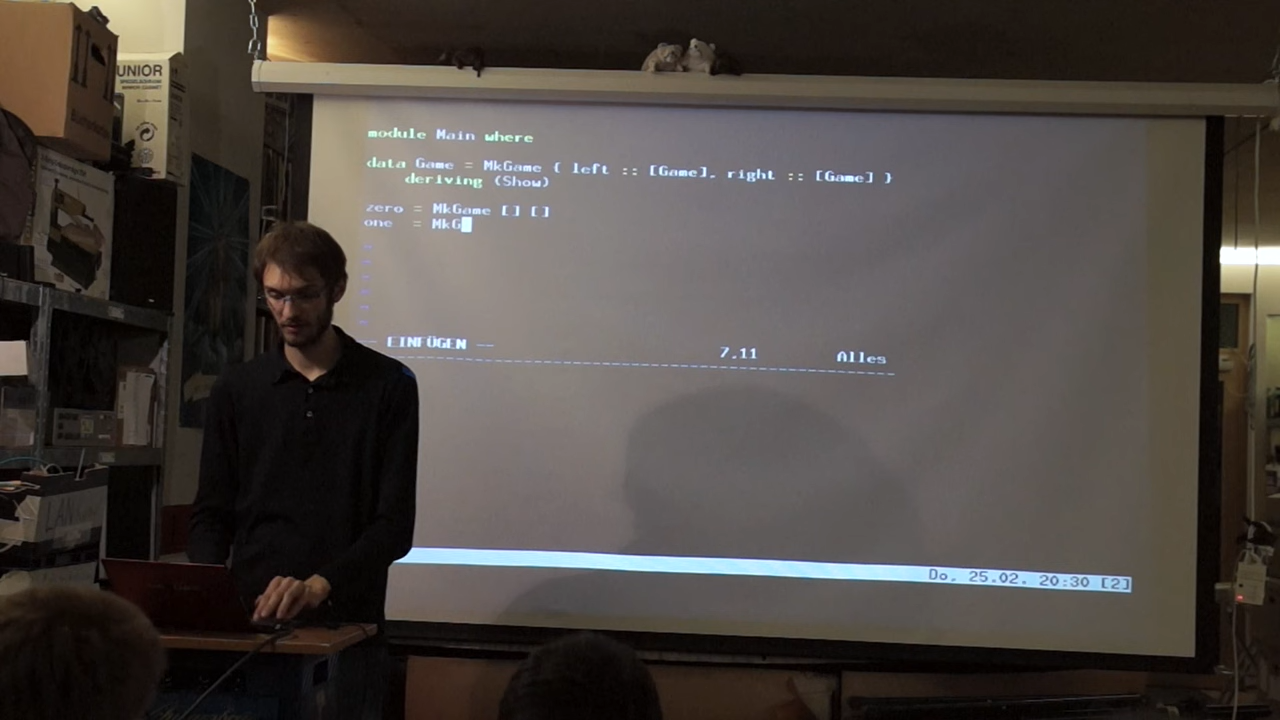 UNIOR
module Main where
data Game = MkGame { left :: [Game], right :: [Game] }
deriving (Show)
zero = MkGame [] []
one = MkG
-- EINFÜGEN --
7,11
Alles
Do, 25.02. 20:30 [2]